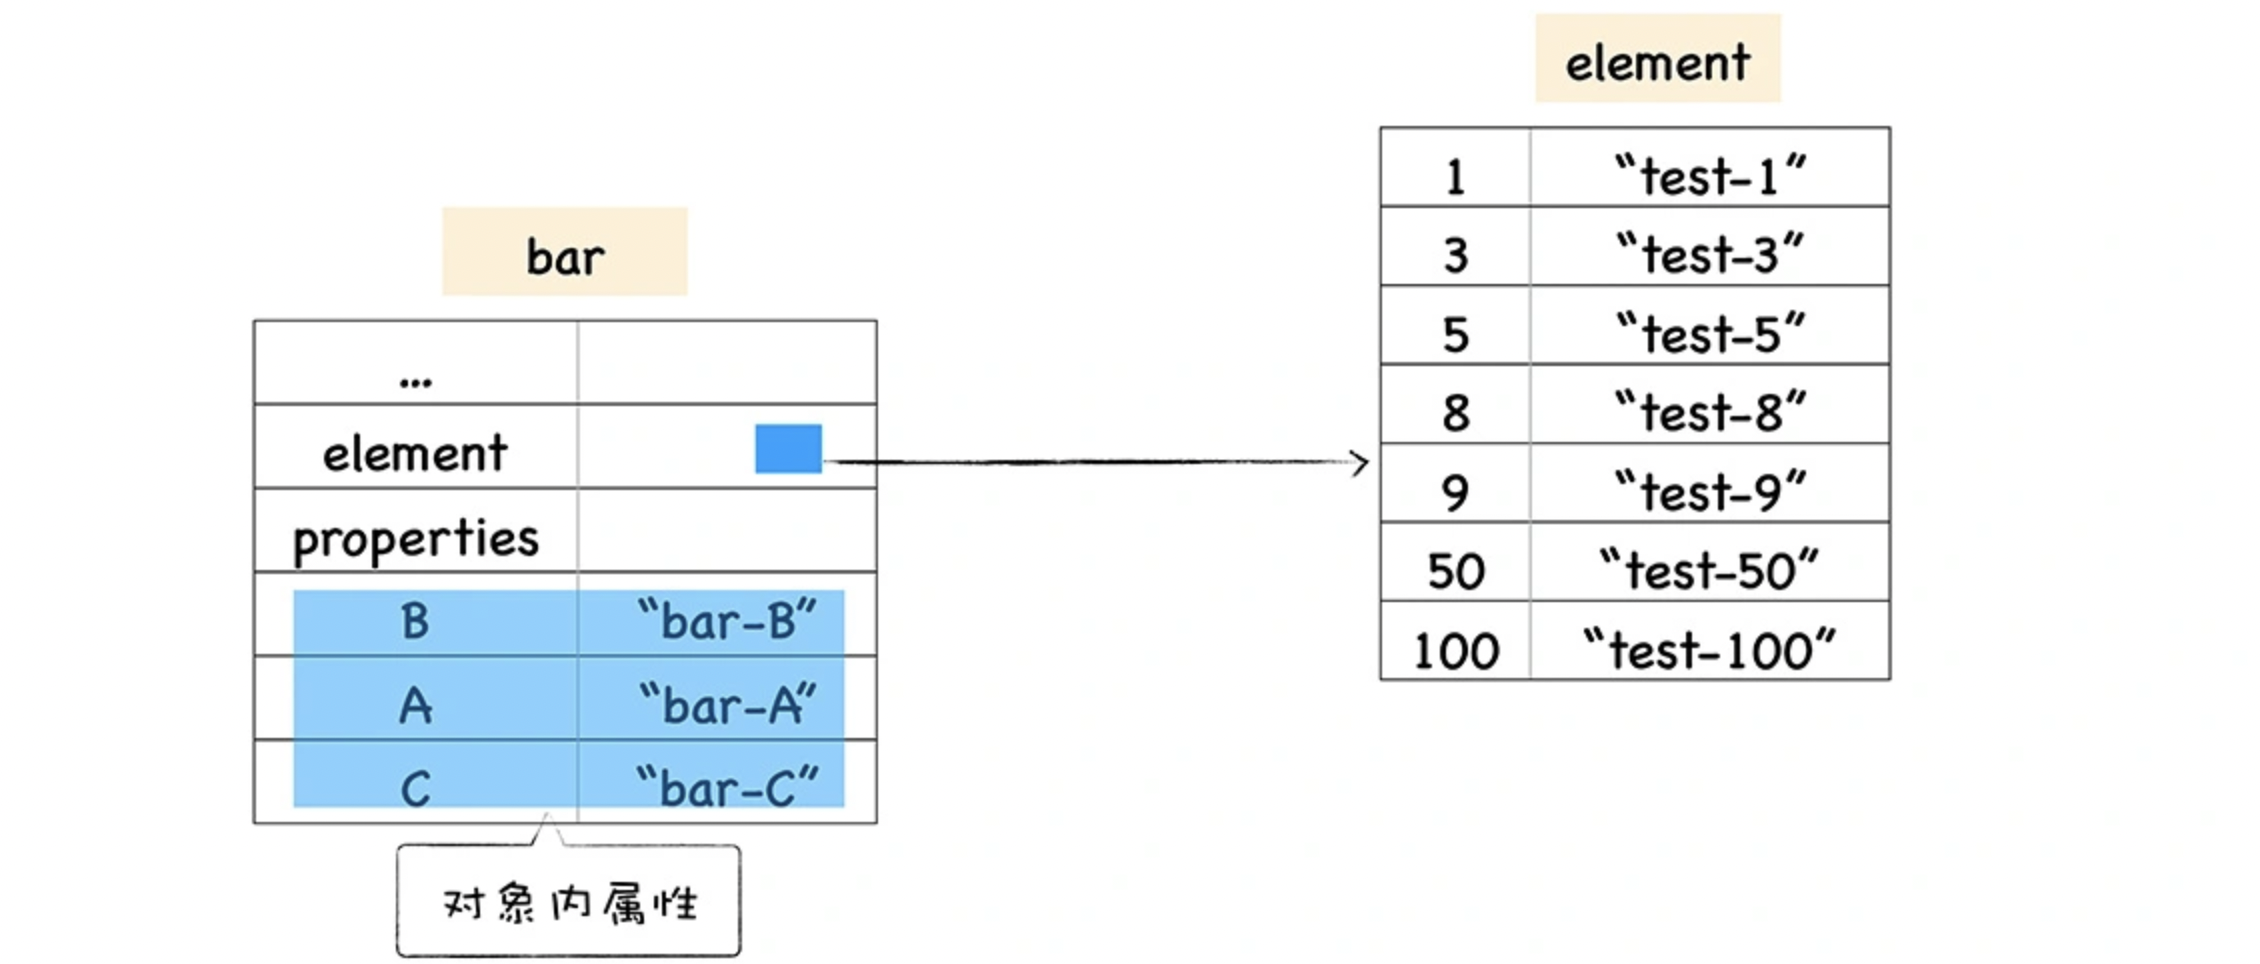 bar
...
element
properties
B “bar-B”
A “bar-A”
C “bar-C”
对象内属性
element
1 “test-1”
3 “test-3”
5 “test-5”
8 “test-8”
9 “test-9”
50 “test-50”
100 “test-100”